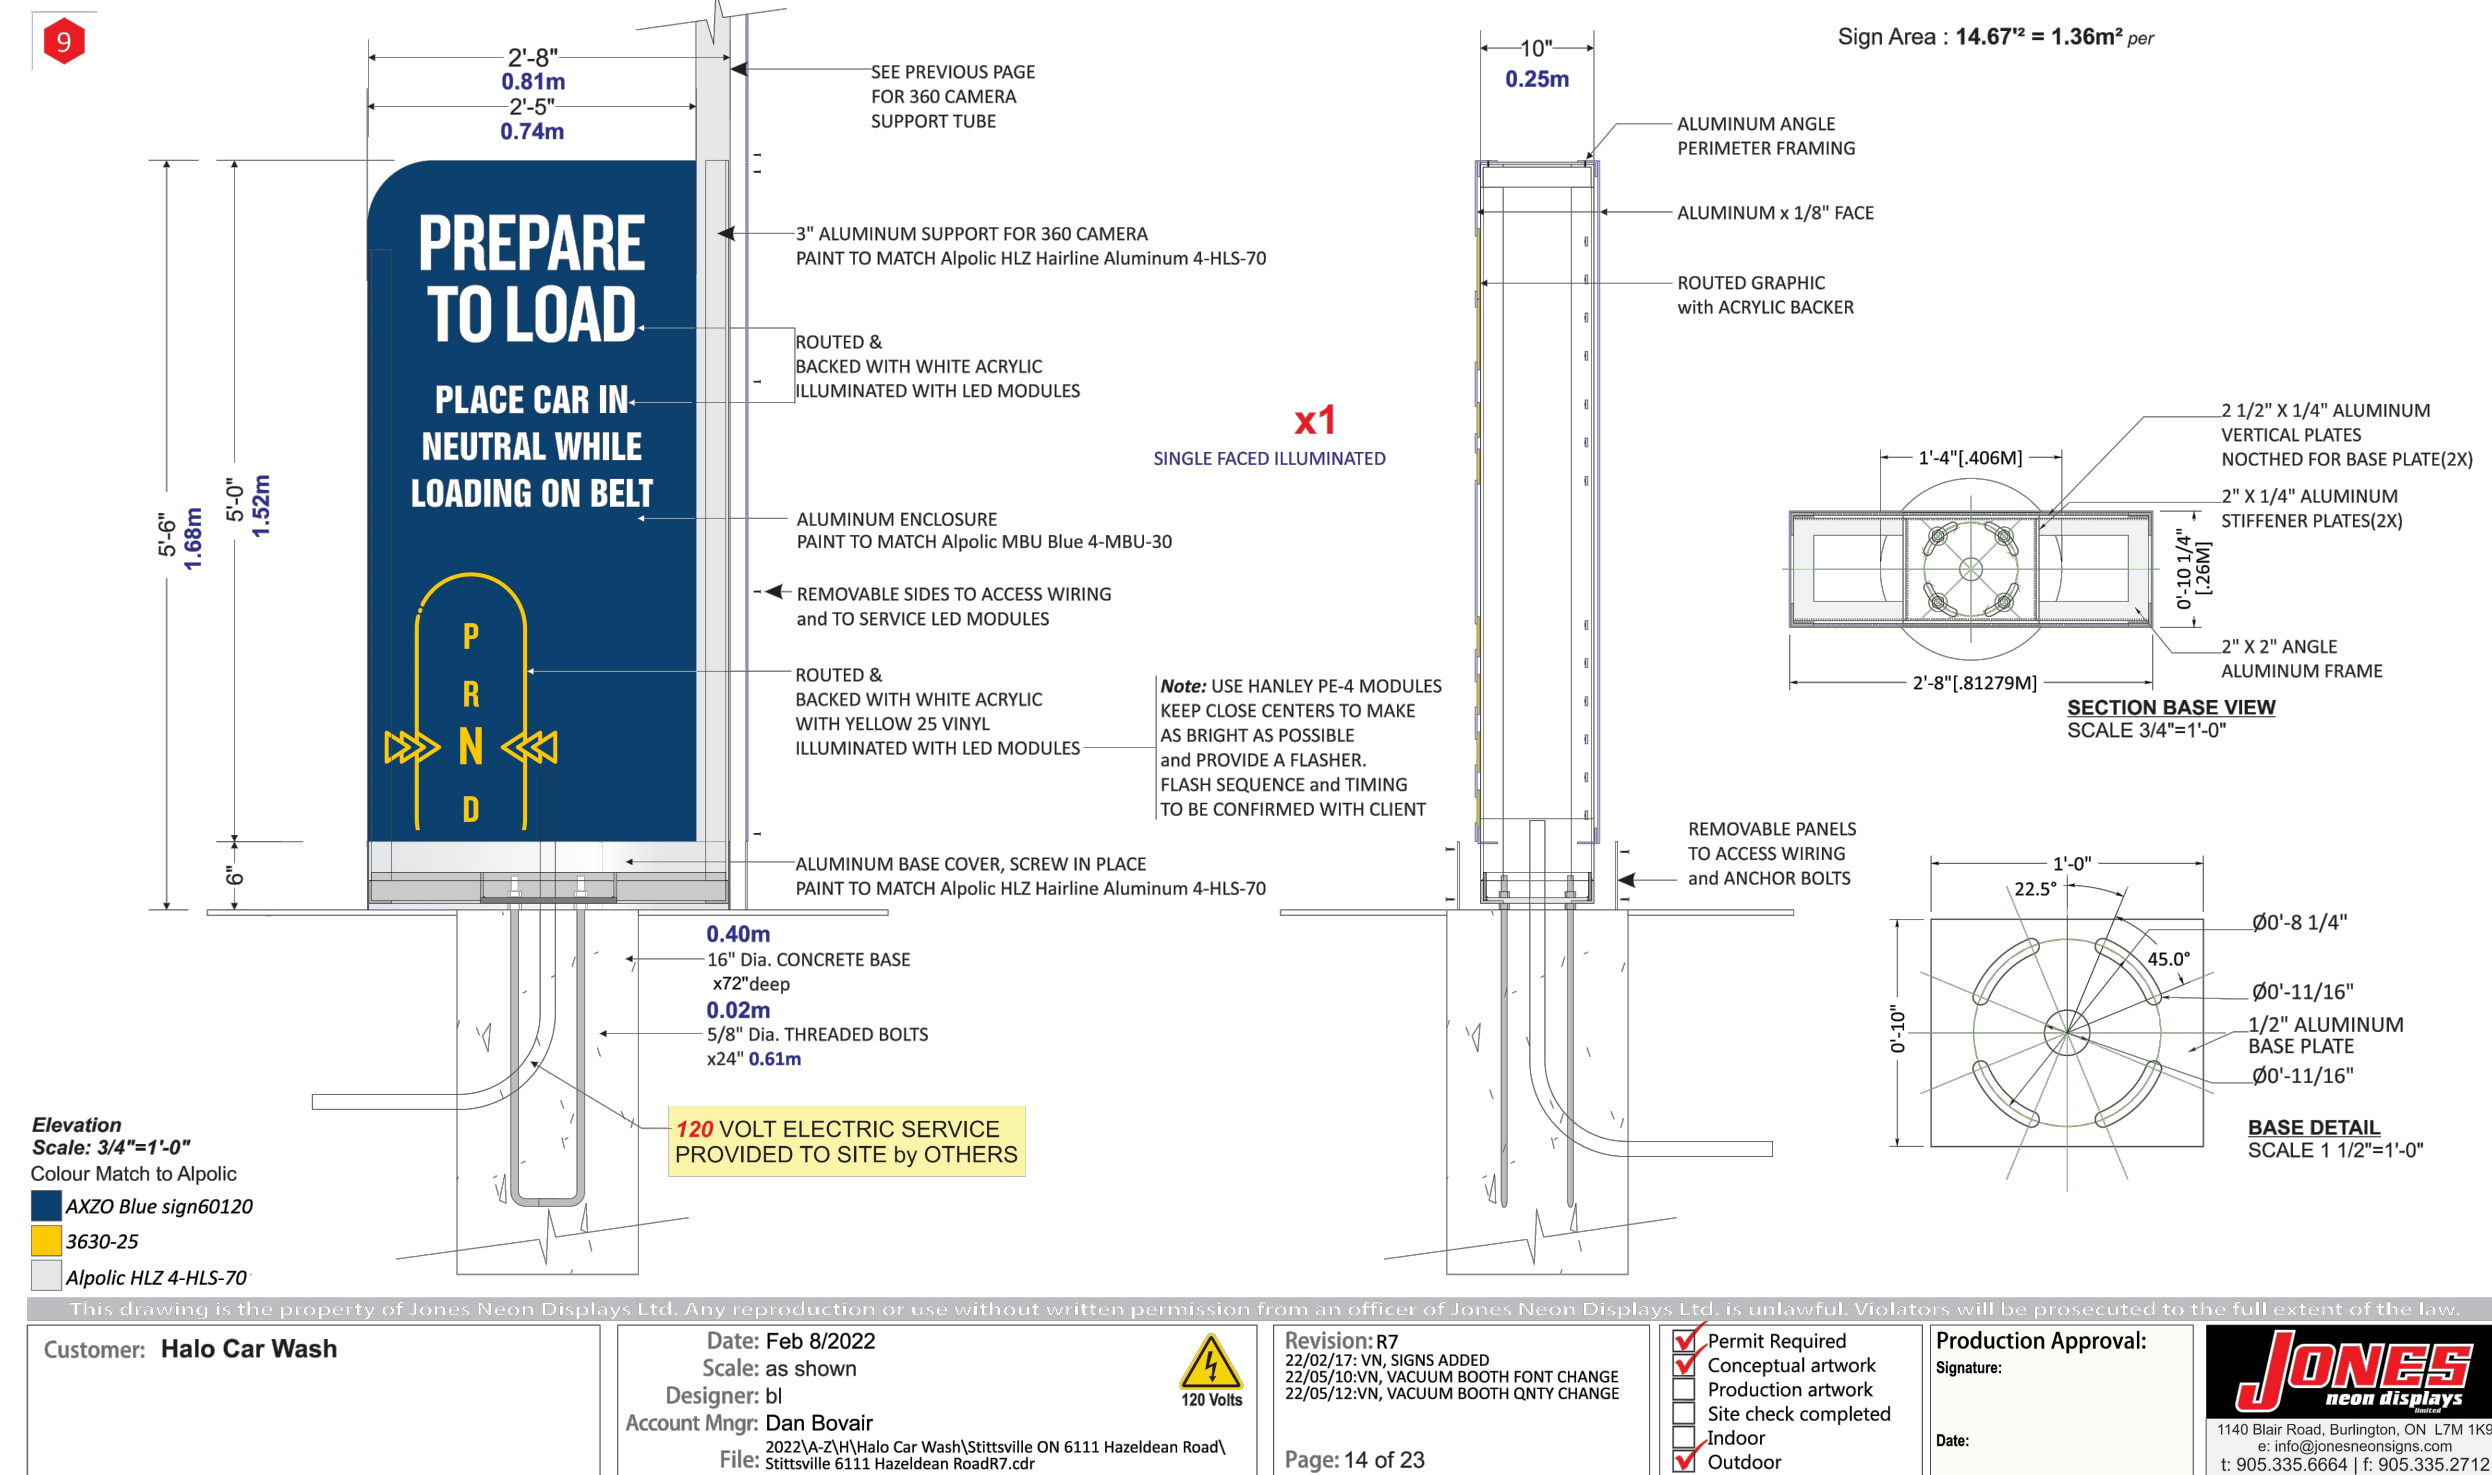 9
2'-8"
0.81m
2'-5"
0.74m
SEE PREVIOUS PAGE
FOR 360 CAMERA
SUPPORT TUBE
10"
0.25m
Sign Area : 14.67'² = 1.36m² per
ALUMINUM ANGLE
PERIMETER FRAMING
ALUMINUM x 1/8" FACE
ROUTED GRAPHIC
with ACRYLIC BACKER
PREPARE
TO LOAD
PLACE CAR IN
NEUTRAL WHILE
LOADING ON BELT
P
R
N
D
5'-6"
1.68m
5'-0"
1.52m
6"
3" ALUMINUM SUPPORT FOR 360 CAMERA
PAINT TO MATCH Alpolic HLZ Hairline Aluminum 4-HLS-70
ROUTED &
BACKED WITH WHITE ACRYLIC
ILLUMINATED WITH LED MODULES
x1
SINGLE FACED ILLUMINATED
ALUMINUM ENCLOSURE
PAINT TO MATCH Alpolic MBU Blue 4-MBU-30
REMOVABLE SIDES TO ACCESS WIRING
and TO SERVICE LED MODULES
ROUTED &
BACKED WITH WHITE ACRYLIC
WITH YELLOW 25 VINYL
ILLUMINATED WITH LED MODULES
Note: USE HANLEY PE-4 MODULES
KEEP CLOSE CENTERS TO MAKE
AS BRIGHT AS POSSIBLE
and PROVIDE A FLASHER.
FLASH SEQUENCE and TIMING
TO BE CONFIRMED WITH CLIENT
ALUMINUM BASE COVER, SCREW IN PLACE
PAINT TO MATCH Alpolic HLZ Hairline Aluminum 4-HLS-70
REMOVABLE PANELS
TO ACCESS WIRING
and ANCHOR BOLTS
0.40m
16" Dia. CONCRETE BASE
x72"deep
0.02m
5/8" Dia. THREADED BOLTS
x24" 0.61m
120 VOLT ELECTRIC SERVICE
PROVIDED TO SITE by OTHERS
1'-4"[.406M]
2 1/2" X 1/4" ALUMINUM
VERTICAL PLATES
NOCTHED FOR BASE PLATE(2X)
2" X 1/4" ALUMINUM
STIFFENER PLATES(2X)
0'-10 1/4"
[.26M]
2" X 2" ANGLE
ALUMINUM FRAME
2'-8"[.81279M]
SECTION BASE VIEW
SCALE 3/4"=1'-0"
1'-0"
22.5°
45.0°
0'-10"
Ø0'-8 1/4"
Ø0'-11/16"
1/2" ALUMINUM
BASE PLATE
Ø0'-11/16"
BASE DETAIL
SCALE 1 1/2"=1'-0"
Elevation
Scale: 3/4"=1'-0"
Colour Match to Alpolic
AXZO Blue sign60120
3630-25
Alpolic HLZ 4-HLS-70
This drawing is the property of Jones Neon Displays Ltd. Any reproduction or use without written permission from an officer of Jones Neon Displays Ltd. is unlawful. Violators will be prosecuted to the full extent of the law.
Customer: Halo Car Wash
Date: Feb 8/2022
Scale: as shown
Designer: bl
Account Mngr: Dan Bovair
File: 2022\A-Z\H\Halo Car Wash\Stittsville ON 6111 Hazeldean Road\
Stittsville 6111 Hazeldean RoadR7.cdr
120 Volts
Revision: R7
22/02/17: VN, SIGNS ADDED
22/05/10:VN, VACUUM BOOTH FONT CHANGE
22/05/12:VN, VACUUM BOOTH QNTY CHANGE
Page: 14 of 23
Permit Required
Conceptual artwork
Production artwork
Site check completed
Indoor
Outdoor
Production Approval:
Signature:
Date:
JONES
neon displays
limited
1140 Blair Road, Burlington, ON L7M 1K9
e: info@jonesneonsigns.com
t: 905.335.6664 | f: 905.335.2712